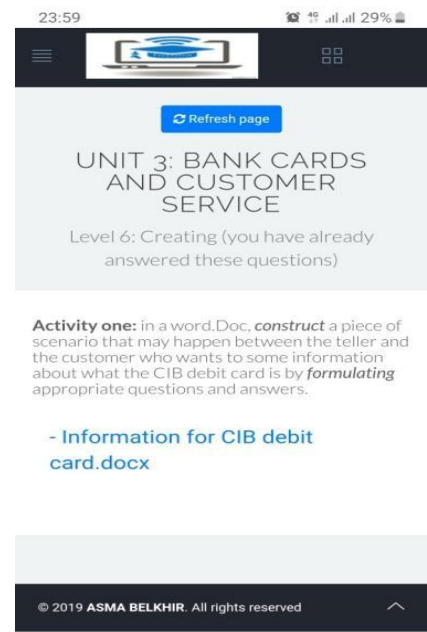 23:59 4G 29%
Refresh page
UNIT 3: BANK CARDS
AND CUSTOMER
SERVICE
Level 6: Creating (you have already
answered these questions)
Activity one: in a word.Doc, construct a piece of
scenario that may happen between the teller and
the customer who wants to some information
about what the CIB debit card is by formulating
appropriate questions and answers.
- Information for CIB debit
card.docx
© 2019 ASMA BELKHIR. All rights reserved